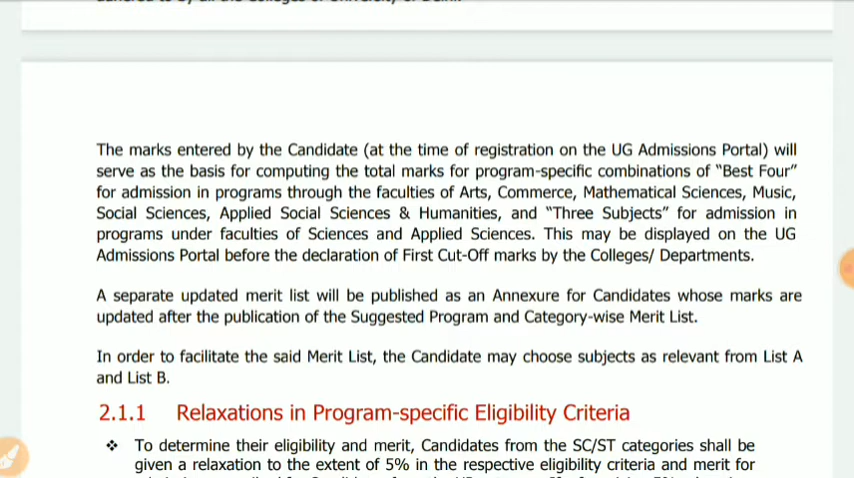 The marks entered by the Candidate (at the time of registration on the UG Admissions Portal) will
serve as the basis for computing the total marks for program-specific combinations of “Best Four”
for admission in programs through the faculties of Arts, Commerce, Mathematical Sciences, Music,
Social Sciences, Applied Social Sciences & Humanities, and “Three Subjects” for admission in
programs under faculties of Sciences and Applied Sciences. This may be displayed on the UG
Admissions Portal before the declaration of First Cut-Off marks by the Colleges/ Departments.
A separate updated merit list will be published as an Annexure for Candidates whose marks are
updated after the publication of the Suggested Program and Category-wise Merit List.
In order to facilitate the said Merit List, the Candidate may choose subjects as relevant from List A
and List B.
2.1.1 Relaxations in Program-specific Eligibility Criteria
❖ To determine their eligibility and merit, Candidates from the SC/ST categories shall be
given a relaxation to the extent of 5% in the respective eligibility criteria and merit for